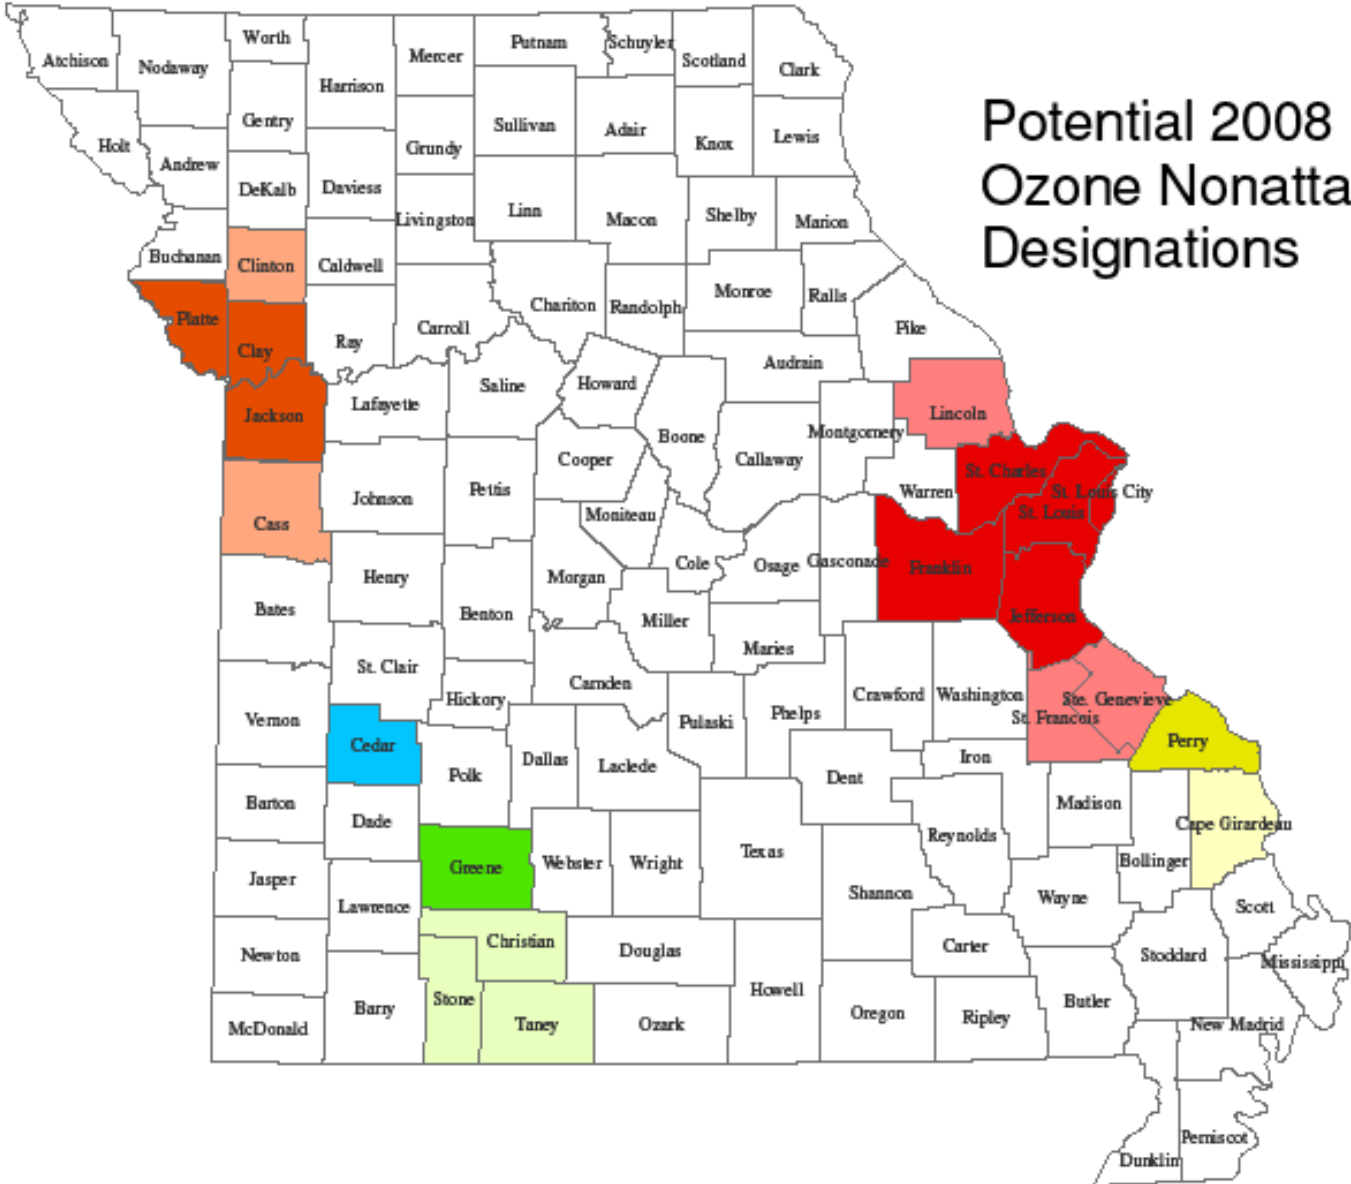 Potential 2008
Ozone Nonatta
Designations
Atchison
Nodaway
Worth
Harrison
Mercer
Putnam
Schuyler
Scotland
Clark
Holt
Andrew
Gentry
DeKalb
Daviess
Grundy
Sullivan
Adair
Knox
Lewis
Livingston
Linn
Macon
Shelby
Marion
Buchanan
Clinton
Caldwell
Platte
Clay
Ray
Carroll
Chariton
Randolph
Monroe
Ralls
Pike
Audrain
Jackson
Lafayette
Saline
Howard
Boone
Callaway
Montgomery
Lincoln
Cass
Johnson
Pettis
Cooper
Moniteau
Cole
Osage
Gasconade
Warren
St. Charles
St. Louis City
St. Louis
Franklin
Jefferson
Bates
Henry
Benton
Morgan
Miller
Maries
St. Clair
Hickory
Camden
Pulaski
Phelps
Crawford
Washington
St. Francois
Ste. Genevieve
Perry
Vernon
Cedar
Polk
Dallas
Laclede
Dent
Iron
Madison
Cape Girardeau
Barton
Dade
Greene
Webster
Wright
Texas
Shannon
Reynolds
Wayne
Bollinger
Scott
Jasper
Lawrence
Christian
Douglas
Howell
Carter
Stoddard
Mississippi
Newton
McDonald
Barry
Stone
Taney
Ozark
Oregon
Ripley
Butler
New Madrid
Pemiscot
Dunklin